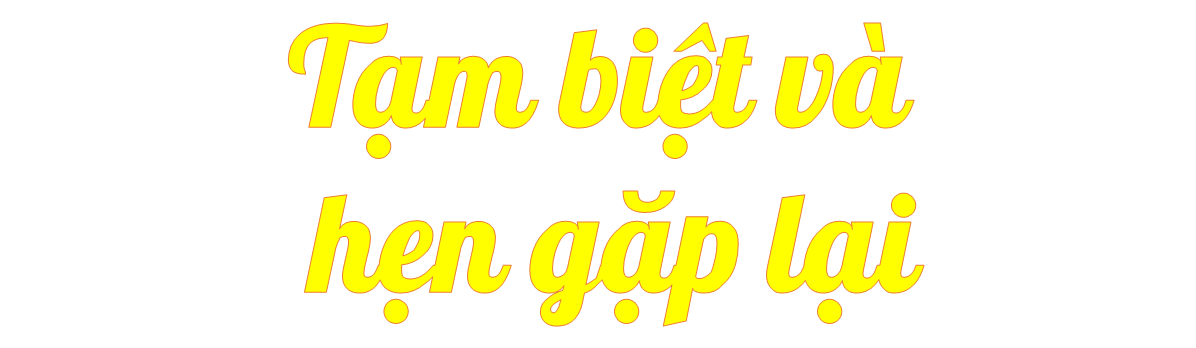 Tạm biệt và
hẹn gặp lại